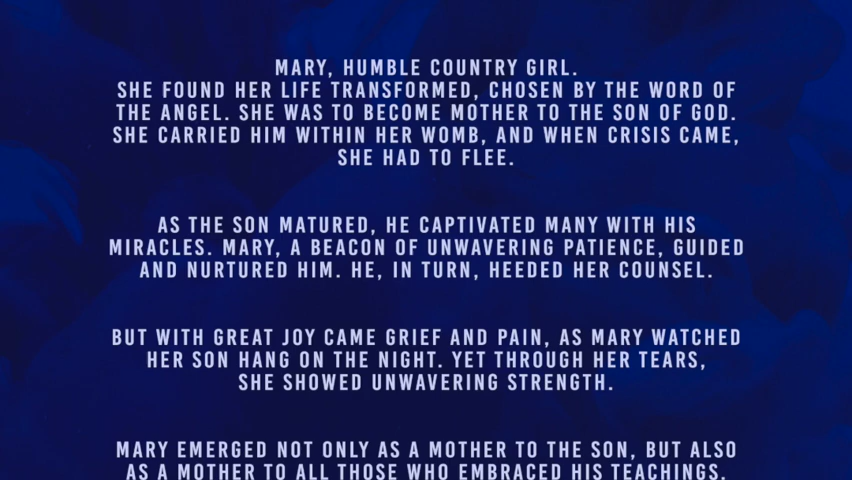 MARY, HUMBLE COUNTRY GIRL.
SHE FOUND HER LIFE TRANSFORMED, CHOSEN BY THE WORD OF
THE ANGEL. SHE WAS TO BECOME MOTHER TO THE SON OF GOD.
SHE CARRIED HIM WITHIN HER WOMB, AND WHEN CRISIS CAME,
SHE HAD TO FLEE.
AS THE SON MATURED, HE CAPTIVATED MANY WITH HIS
MIRACLES. MARY, A BEACON OF UNWAVERING PATIENCE, GUIDED
AND NURTURED HIM. HE, IN TURN, HEEDED HER COUNSEL.
BUT WITH GREAT JOY CAME GRIEF AND PAIN, AS MARY WATCHED
HER SON HANG ON THE NIGHT. YET THROUGH HER TEARS,
SHE SHOWED UNWAVERING STRENGTH.
MARY EMERGED NOT ONLY AS A MOTHER TO THE SON, BUT ALSO
AS A MOTHER TO ALL THOSE WHO EMBRACED HIS TEACHINGS.